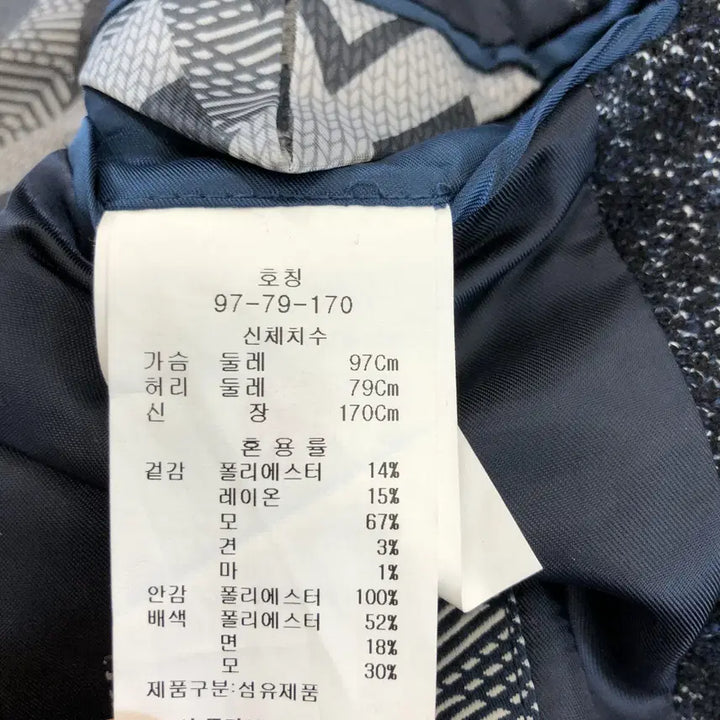 호칭
97-79-170
신체치수
가슴 둘레 97Cm
허리 둘레 79Cm
신 장 170Cm
혼 용 률
겉감 폴리에스터 14%
레이온 15%
모 67%
견 3%
마 1%
안감 폴리에스터 100%
배색 폴리에스터 52%
면 18%
모 30%
제품구분:섬유제품